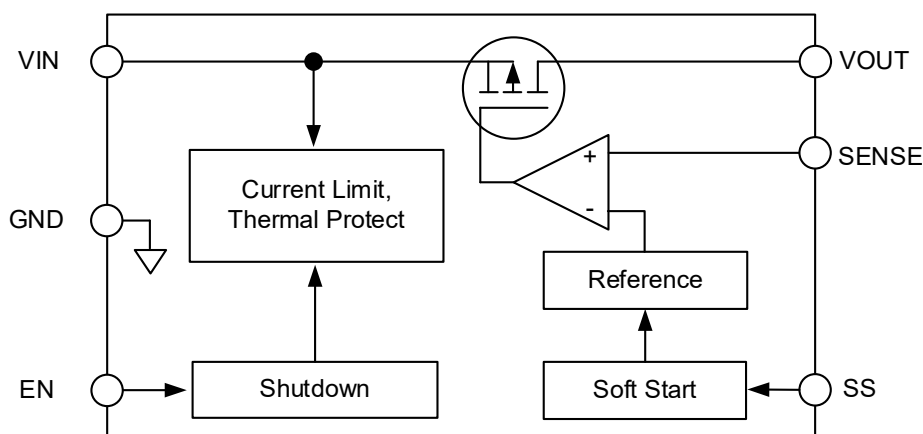 VIN
VOUT
+
SENSE
Current Limit,
Thermal Protect
-
GND
Reference
EN
Shutdown
Soft Start
SS